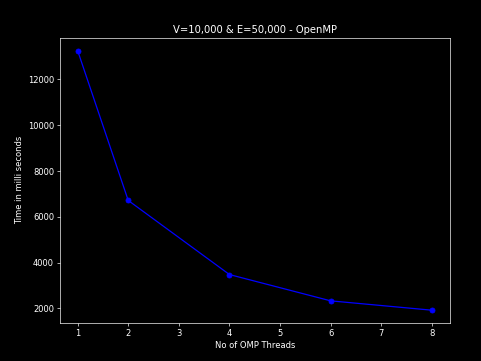 V=10,000 & E=50,000 - OpenMP
12000
10000
8000
6000
4000
2000
Time in milli seconds
1 2 3 4 5 6 7 8
No of OMP Threads